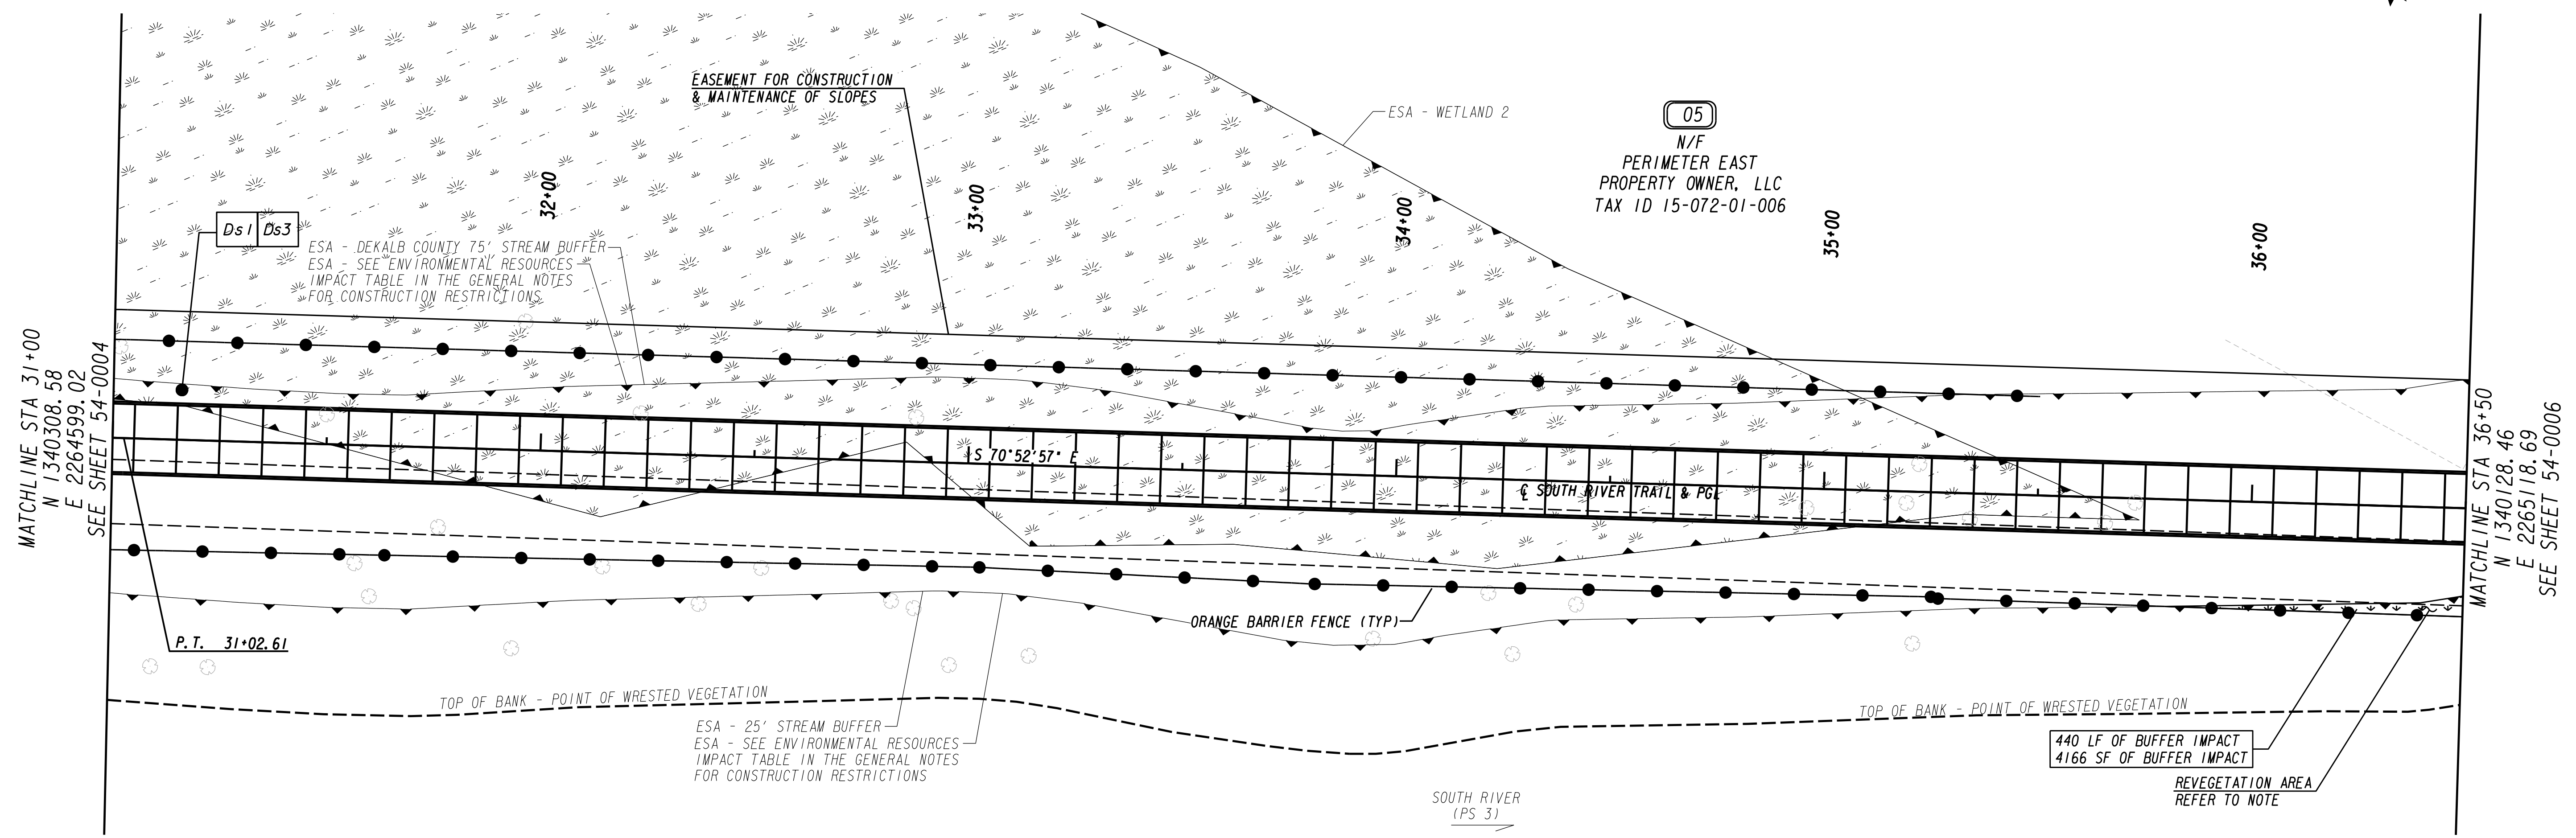 EASEMENT FOR CONSTRUCTION
& MAINTENANCE OF SLOPES
ESA - WETLAND 2
05
N/F
PERIMETER EAST
PROPERTY OWNER, LLC
TAX ID 15-072-01-006
32+00
33+00
34+00
35+00
36+00
Ds1 Ds3
ESA - DEKALB COUNTY 75' STREAM BUFFER
ESA - SEE ENVIRONMENTAL RESOURCES
IMPACT TABLE IN THE GENERAL NOTES
FOR CONSTRUCTION RESTRICTIONS
MATCHLINE STA 31+00
N 1340308.58
E 2264599.02
SEE SHEET 54-0004
S 70°52'57" E
℄ SOUTH RIVER TRAIL & PGL
MATCHLINE STA 36+50
N 1340128.46
E 2265118.69
SEE SHEET 54-0006
P.T. 31+02.61
ORANGE BARRIER FENCE (TYP)
TOP OF BANK - POINT OF WRESTED VEGETATION
TOP OF BANK - POINT OF WRESTED VEGETATION
ESA - 25' STREAM BUFFER
ESA - SEE ENVIRONMENTAL RESOURCES
IMPACT TABLE IN THE GENERAL NOTES
FOR CONSTRUCTION RESTRICTIONS
440 LF OF BUFFER IMPACT
4166 SF OF BUFFER IMPACT
REVEGETATION AREA
REFER TO NOTE
SOUTH RIVER
(PS 3)